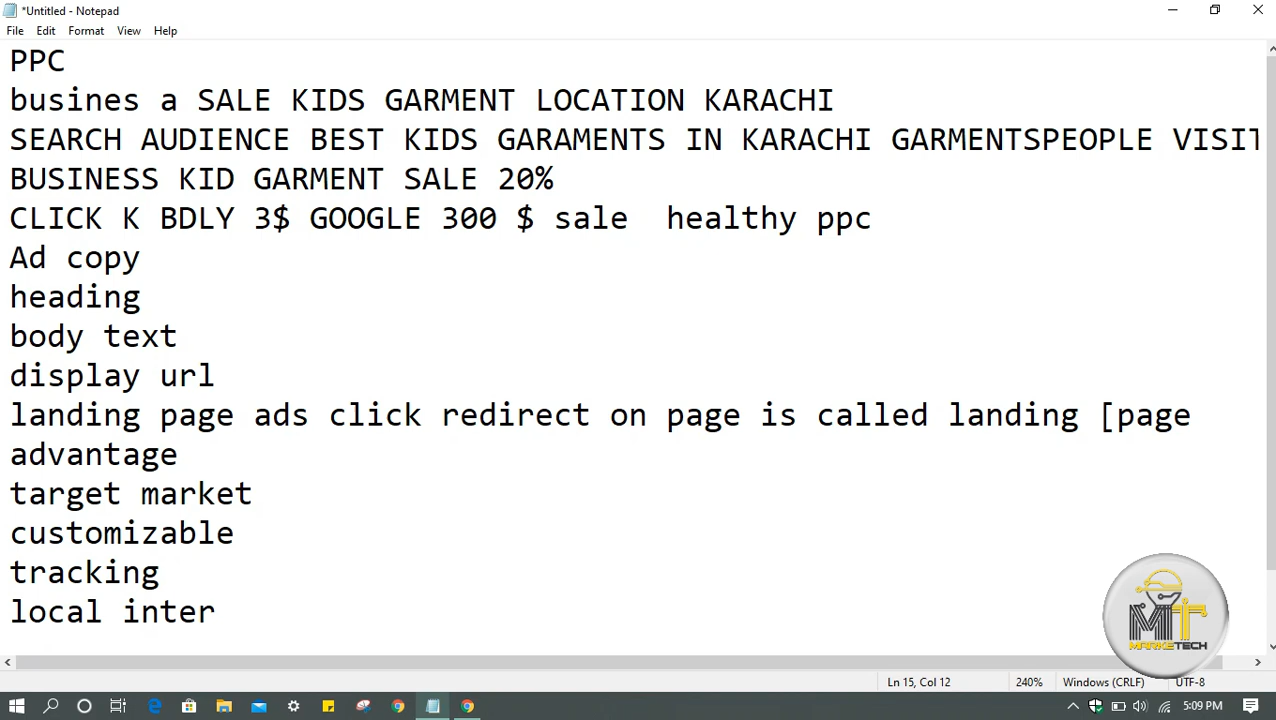 *Untitled - Notepad
File Edit Format View Help
PPC
busines a SALE KIDS GARMENT LOCATION KARACHI
SEARCH AUDIENCE BEST KIDS GARAMENTS IN KARACHI GARMENTSPEOPLE VISIT
BUSINESS KID GARMENT SALE 20%
CLICK K BDLY 3$ GOOGLE 300 $ sale  healthy ppc
Ad copy
heading
body text
display url
landing page ads click redirect on page is called landing [page
advantage
target market
customizable
tracking
local inter
MT
MARKETECH
Ln 15, Col 12 240% Windows (CRLF) UTF-8
5:09 PM